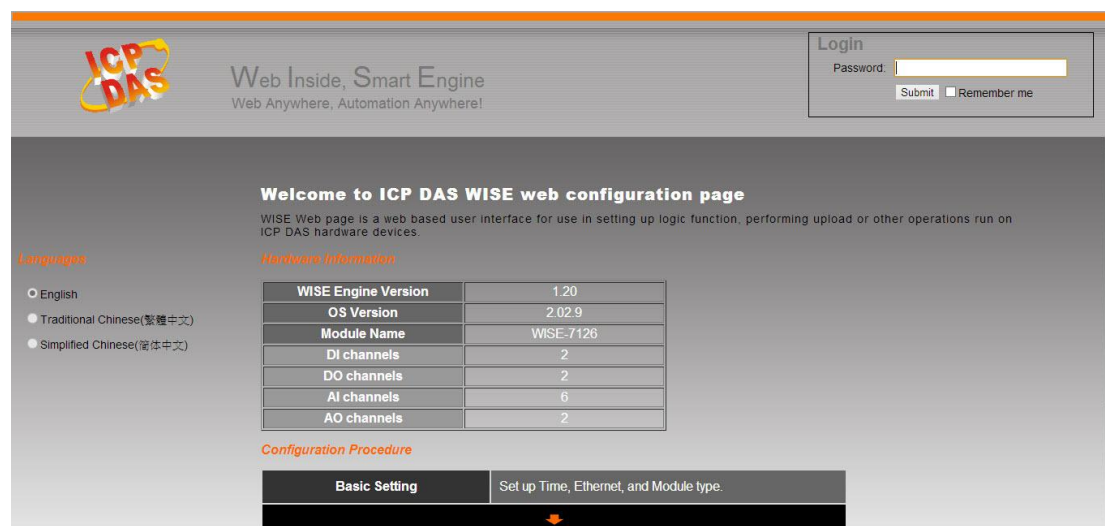 ICP
DAS
Web Inside, Smart Engine
Web Anywhere, Automation Anywhere!
Login
Password:
Submit Remember me
Welcome to ICP DAS WISE web configuration page
WISE Web page is a web based user interface for use in setting up logic function, performing upload or other operations run on
ICP DAS hardware devices.
Languages
English
Traditional Chinese(繁體中文)
Simplified Chinese(简体中文)
Hardware Information
WISE Engine Version 1.20
OS Version 2.02.9
Module Name WISE-7126
DI channels 2
DO channels 2
AI channels 6
AO channels 2
Configuration Procedure
Basic Setting Set up Time, Ethernet, and Module type.